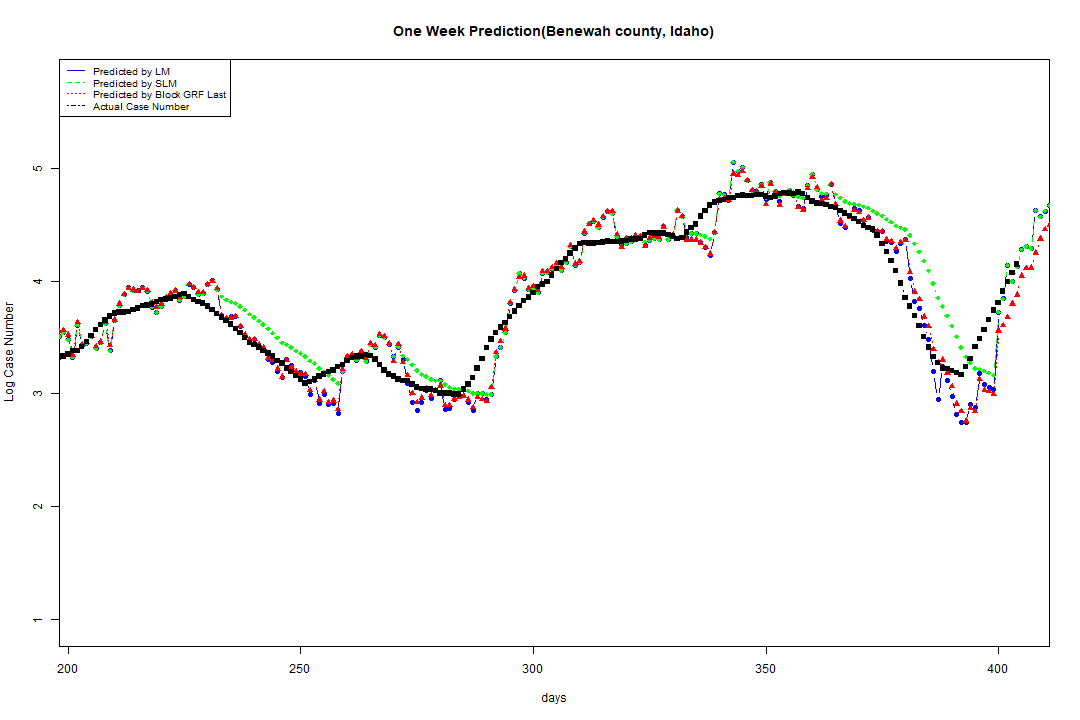 One Week Prediction(Benewah county, Idaho)
Predicted by LM
Predicted by SLM
Predicted by Block GRF Last
Actual Case Number
5
4
3
2
1
Log Case Number
200 250 300 350 400
days